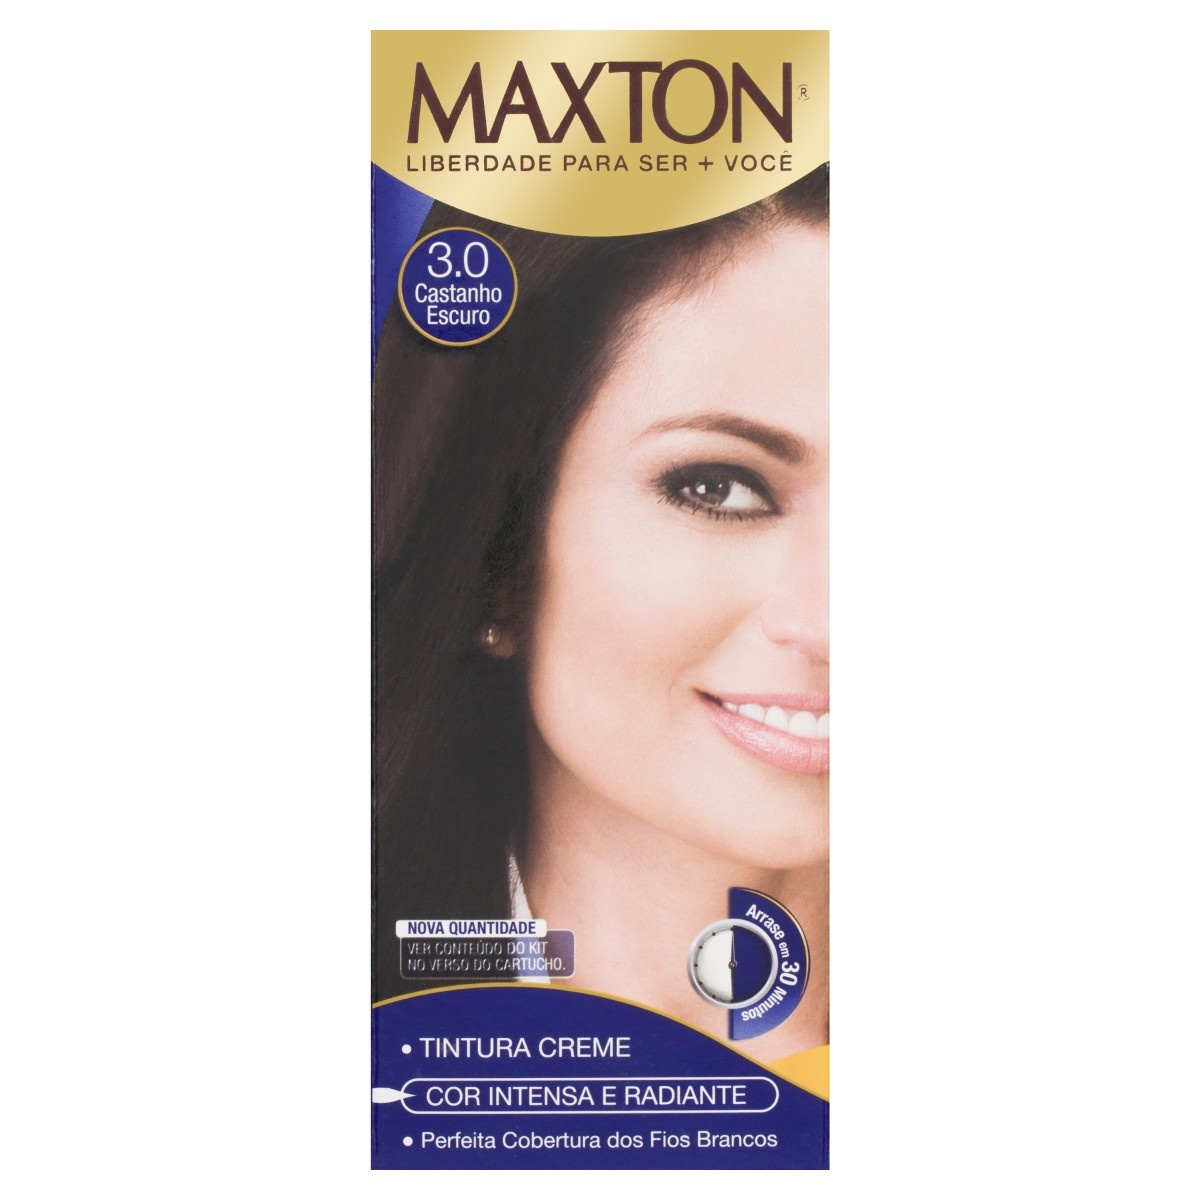 MAXTON®
LIBERDADE PARA SER + VOCÊ
3.0
Castanho
Escuro
NOVA QUANTIDADE
VER CONTEÚDO DO KIT
NO VERSO DO CARTUCHO.
Arrase em 30 Minutos
• TINTURA CREME
COR INTENSA E RADIANTE
• Perfeita Cobertura dos Fios Brancos